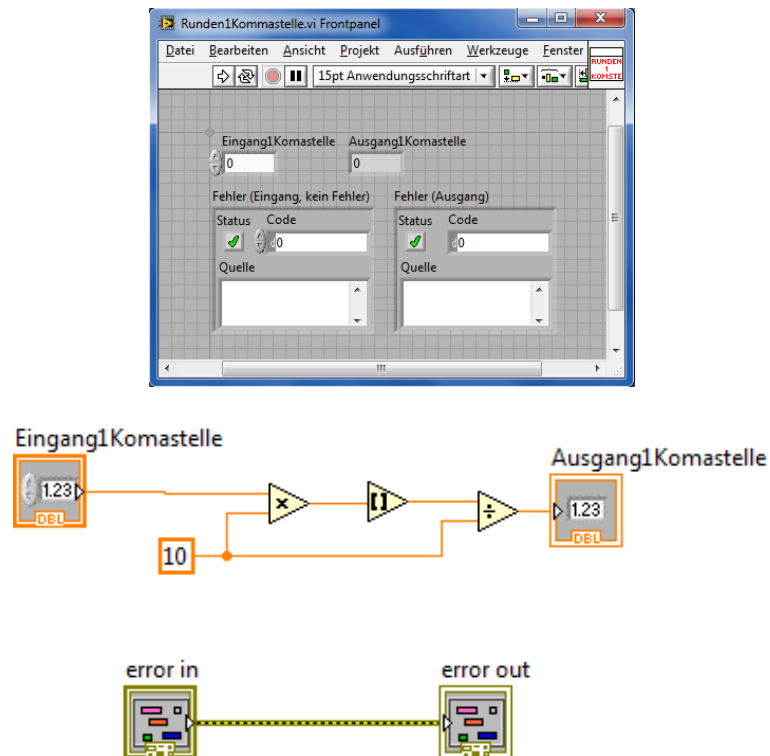 Runden1Kommastelle.vi Frontpanel
Datei Bearbeiten Ansicht Projekt Ausführen Werkzeuge Fenster
RUNDEN
1
KOMSTE
15pt Anwendungsschriftart
Eingang1Komastelle Ausgang1Komastelle
0 0
Fehler (Eingang, kein Fehler) Fehler (Ausgang)
Status Code Status Code
0 0
Quelle Quelle
Eingang1Komastelle
Ausgang1Komastelle
1.23
DBL
1.23
DBL
10
error in error out